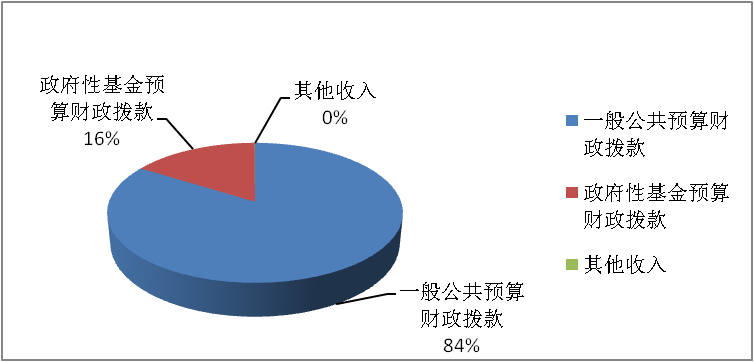 政府性基金预
算财政拨款
16%
其他收入
0%
一般公共预算
财政拨款
84%
一般公共预算财
政拨款
政府性基金预算
财政拨款
其他收入